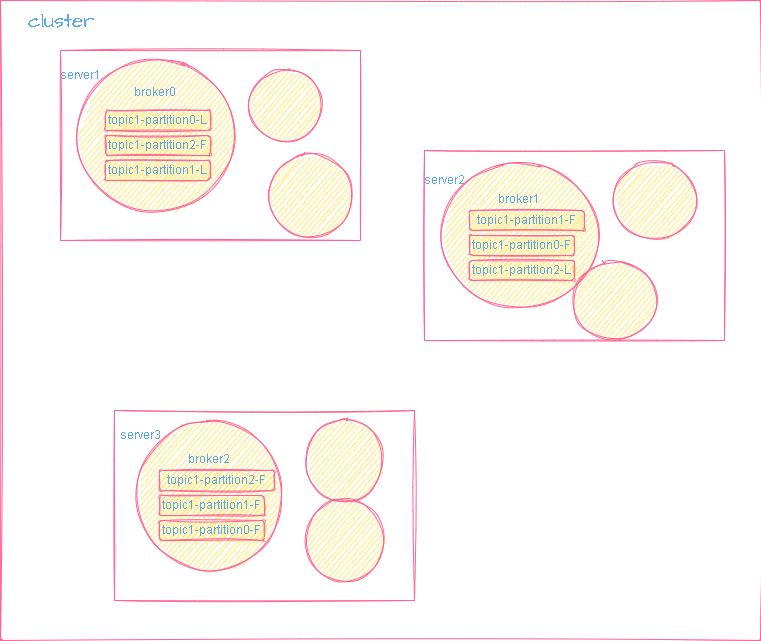 cluster
server1
broker0
topic1-partition0-L
topic1-partition2-F
topic1-partition1-L
server2
broker1
topic1-partition1-F
topic1-partition0-F
topic1-partition2-L
server3
broker2
topic1-partition2-F
topic1-partition1-F
topic1-partition0-F